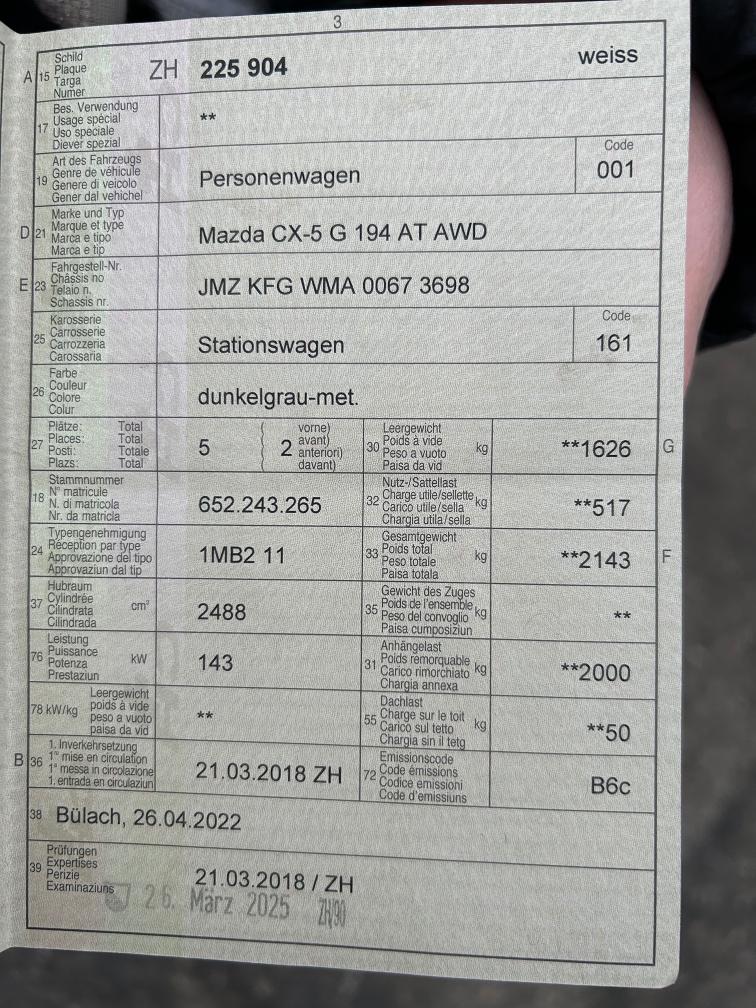 3
A 15 Schild
Plaque
Targa
Numer
ZH 225 904 weiss
17 Bes. Verwendung
Usage spécial
Uso speciale
Diever spezial
**
19 Art des Fahrzeugs
Genre de véhicule
Genere di veicolo
Gener dal vehichel
Personenwagen
Code
001
D 21 Marke und Typ
Marque et type
Marca e tipo
Marca e tip
Mazda CX-5 G 194 AT AWD
E 23 Fahrgestell-Nr.
Châssis no
Telaio n.
Schassis nr.
JMZ KFG WMA 0067 3698
25 Karosserie
Carrosserie
Carrozzeria
Carossaria
Stationswagen
Code
161
26 Farbe
Couleur
Colore
Colur
dunkelgrau-met.
27 Plätze: Total
Places: Total
Posti: Totale
Plazs: Total
5 ( 2 vorne)
avant)
anteriori)
davant)
30 Leergewicht
Poids à vide
Peso a vuoto
Paisa da vid
kg **1626 G
18 Stammnummer
N° matricule
N. di matricola
Nr. da matricla
652.243.265
32 Nutz-/Sattellast
Charge utile/sellette
Carico utile/sella
Chargia utila/sella
kg **517
24 Typengenehmigung
Réception par type
Approvazione del tipo
Approvaziun dal tip
1MB2 11
33 Gesamtgewicht
Poids total
Peso totale
Paisa totala
kg **2143 F
37 Hubraum
Cylindrée
Cilindrata
Cilindrada
cm³ 2488
35 Gewicht des Zuges
Poids de l'ensemble
Peso del convoglio
Paisa cumposiziun
kg **
76 Leistung
Puissance
Potenza
Prestaziun
kW 143
31 Anhängelast
Poids remorquable
Carico rimorchiato
Chargia annexa
kg **2000
78 kW/kg Leergewicht
poids à vide
peso a vuoto
paisa da vid
**
55 Dachlast
Charge sur le toit
Carico sul tetto
Chargia sin il tetg
kg **50
B 36 1. Inverkehrsetzung
1re mise en circulation
1a messa in circolazione
1. entrada en circulaziun
21.03.2018 ZH
72 Emissionscode
Code émissions
Codice emissioni
Code d'emissiuns
B6c
38 Bülach, 26.04.2022
39 Prüfungen
Expertises
Perizie
Examinaziuns
21.03.2018 / ZH
26. März 2025 ZH/90